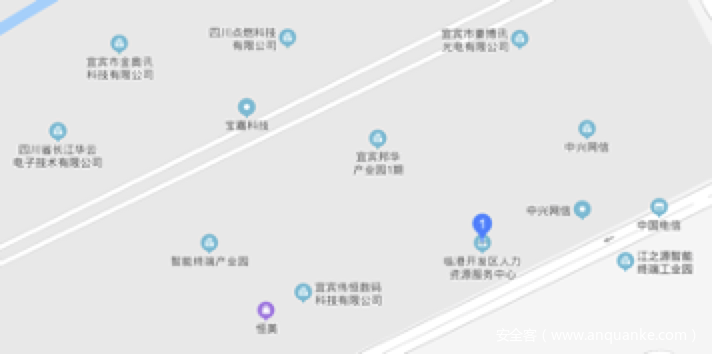 四川点燃科技
有限公司
宜宾市豪博讯
光电有限公司
宜宾市金鑫讯
科技有限公司
宝嘉科技
四川省长江华云
电子技术有限公司
宜宾邦华
产业园1期
中兴网信
中兴网信
中国电信
1
智能终端产业园
临港开发区人力
资源服务中心
江之源智能
终端工业园
宜宾伟恒数码
科技有限公司
恒美
安全客（www.anquanke.com）